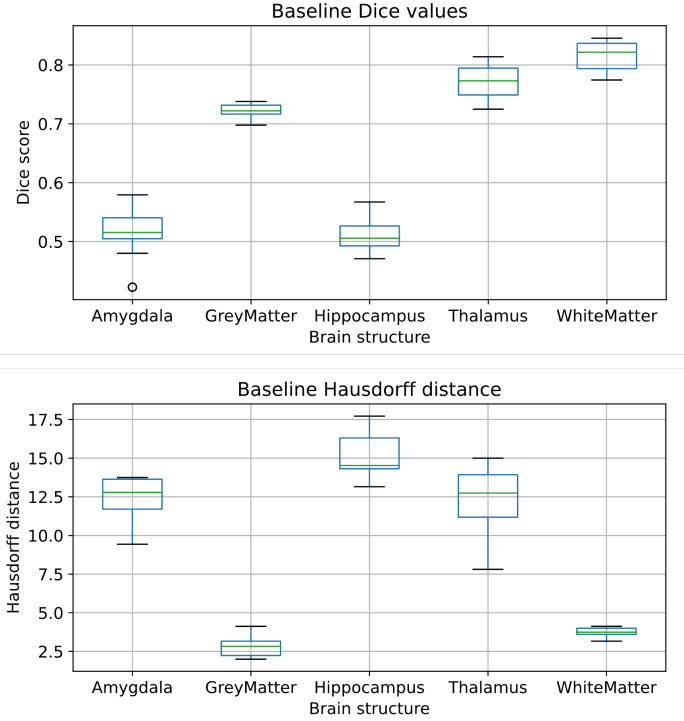 Baseline Dice values
Dice score
0.8
0.7
0.6
0.5
Amygdala GreyMatter Hippocampus Thalamus WhiteMatter
Brain structure
Baseline Hausdorff distance
Hausdorff distance
17.5
15.0
12.5
10.0
7.5
5.0
2.5
Amygdala GreyMatter Hippocampus Thalamus WhiteMatter
Brain structure